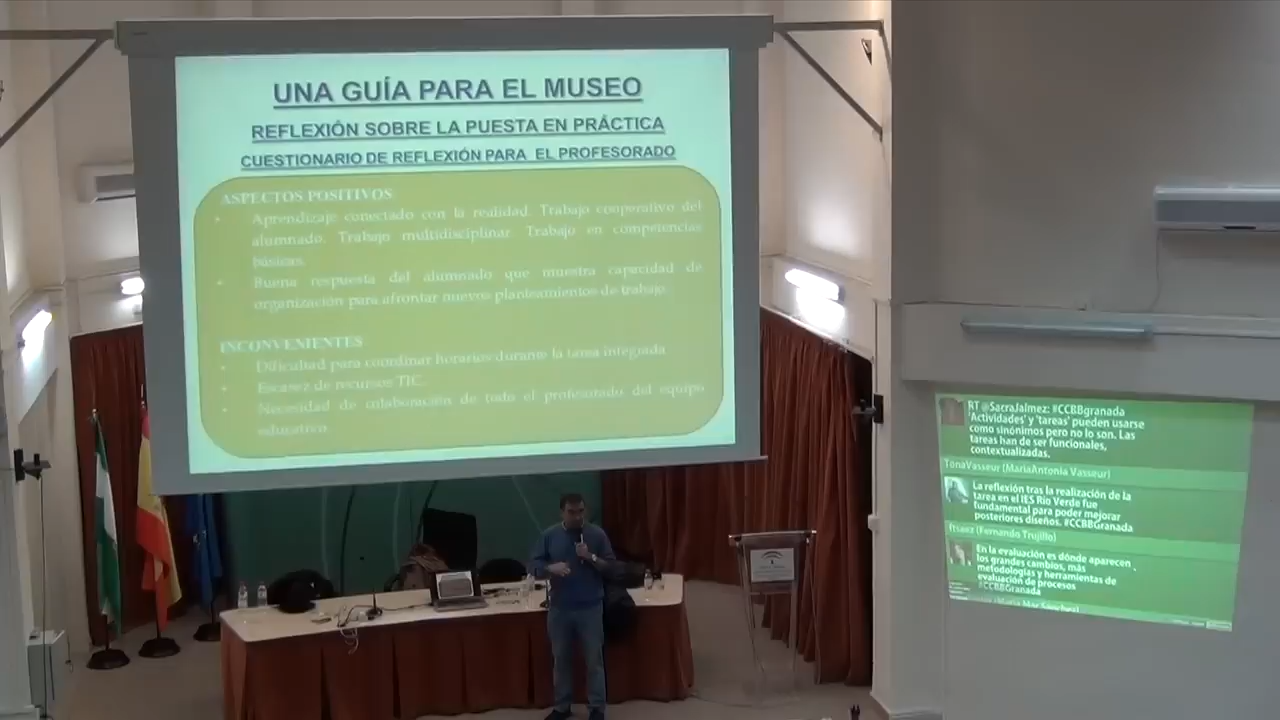 UNA GUÍA PARA EL MUSEO
REFLEXIÓN SOBRE LA PUESTA EN PRÁCTICA
CUESTIONARIO DE REFLEXIÓN PARA EL PROFESORADO
ASPECTOS POSITIVOS
Aprendizaje conectado con la realidad. Trabajo cooperativo del
alumnado. Trabajo multidisciplinar. Trabajo en competencias
básicas.
Buena respuesta del alumnado que muestra capacidad de
organización para afrontar nuevos planteamientos de trabajo.
INCONVENIENTES
Dificultad para coordinar horarios durante la tarea integrada
Escasez de recursos TIC.
Necesidad de colaboración de todo el profesorado del equipo
educativo.
RT @SacraJaimez: #CCBBgranada
'Actividades' y 'tareas' pueden usarse
como sinónimos pero no lo son. Las
tareas han de ser funcionales,
contextualizadas.
TonaVasseur (MariaAntonia Vasseur)
La reflexión tras la realización de la
tarea en el IES Río Verde fue
fundamental para poder mejorar
posteriores diseños. #CCBBGranada
ftsaez (Fernando Trujillo)
En la evaluación es dónde aparecen
los grandes cambios, más
metodologías y herramientas de
evaluación de procesos
#CCBBGranada